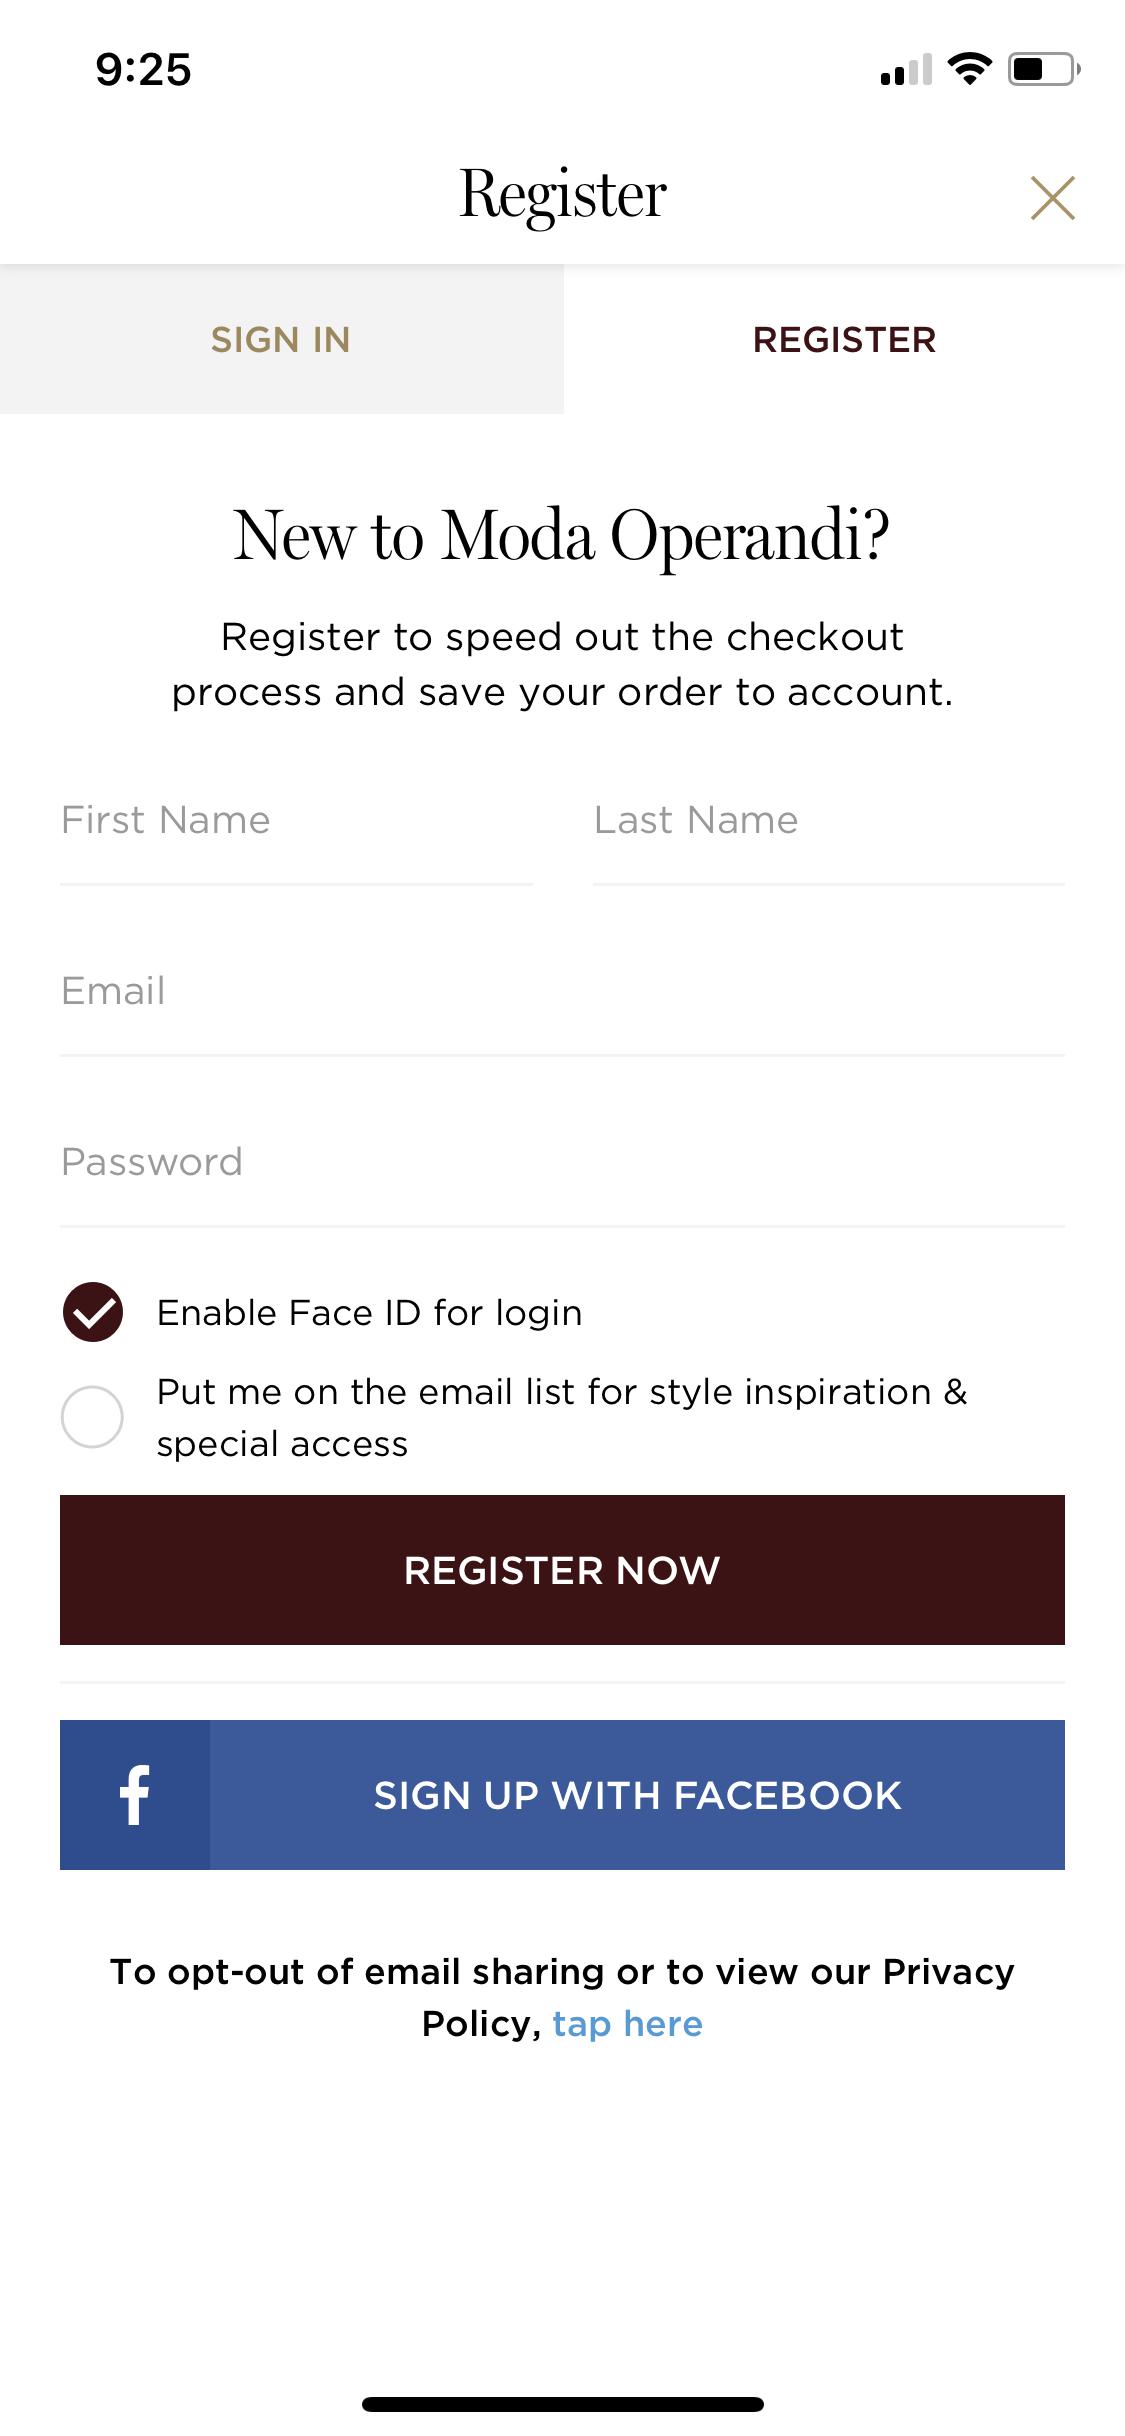 9:25
Register
SIGN IN
REGISTER
New to Moda Operandi?
Register to speed out the checkout
process and save your order to account.
First Name
Last Name
Email
Password
Enable Face ID for login
Put me on the email list for style inspiration &
special access
REGISTER NOW
f
SIGN UP WITH FACEBOOK
To opt-out of email sharing or to view our Privacy
Policy, tap here